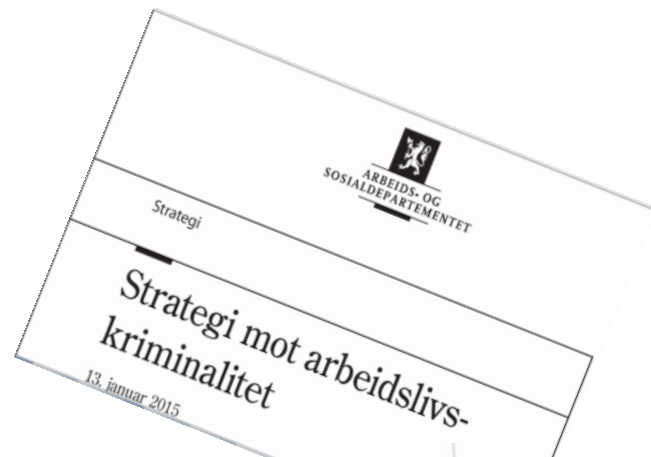 ARBEIDS- OG
SOSIALDEPARTEMENTET
Strategi
Strategi mot arbeidslivs-
kriminalitet
13. januar 2015